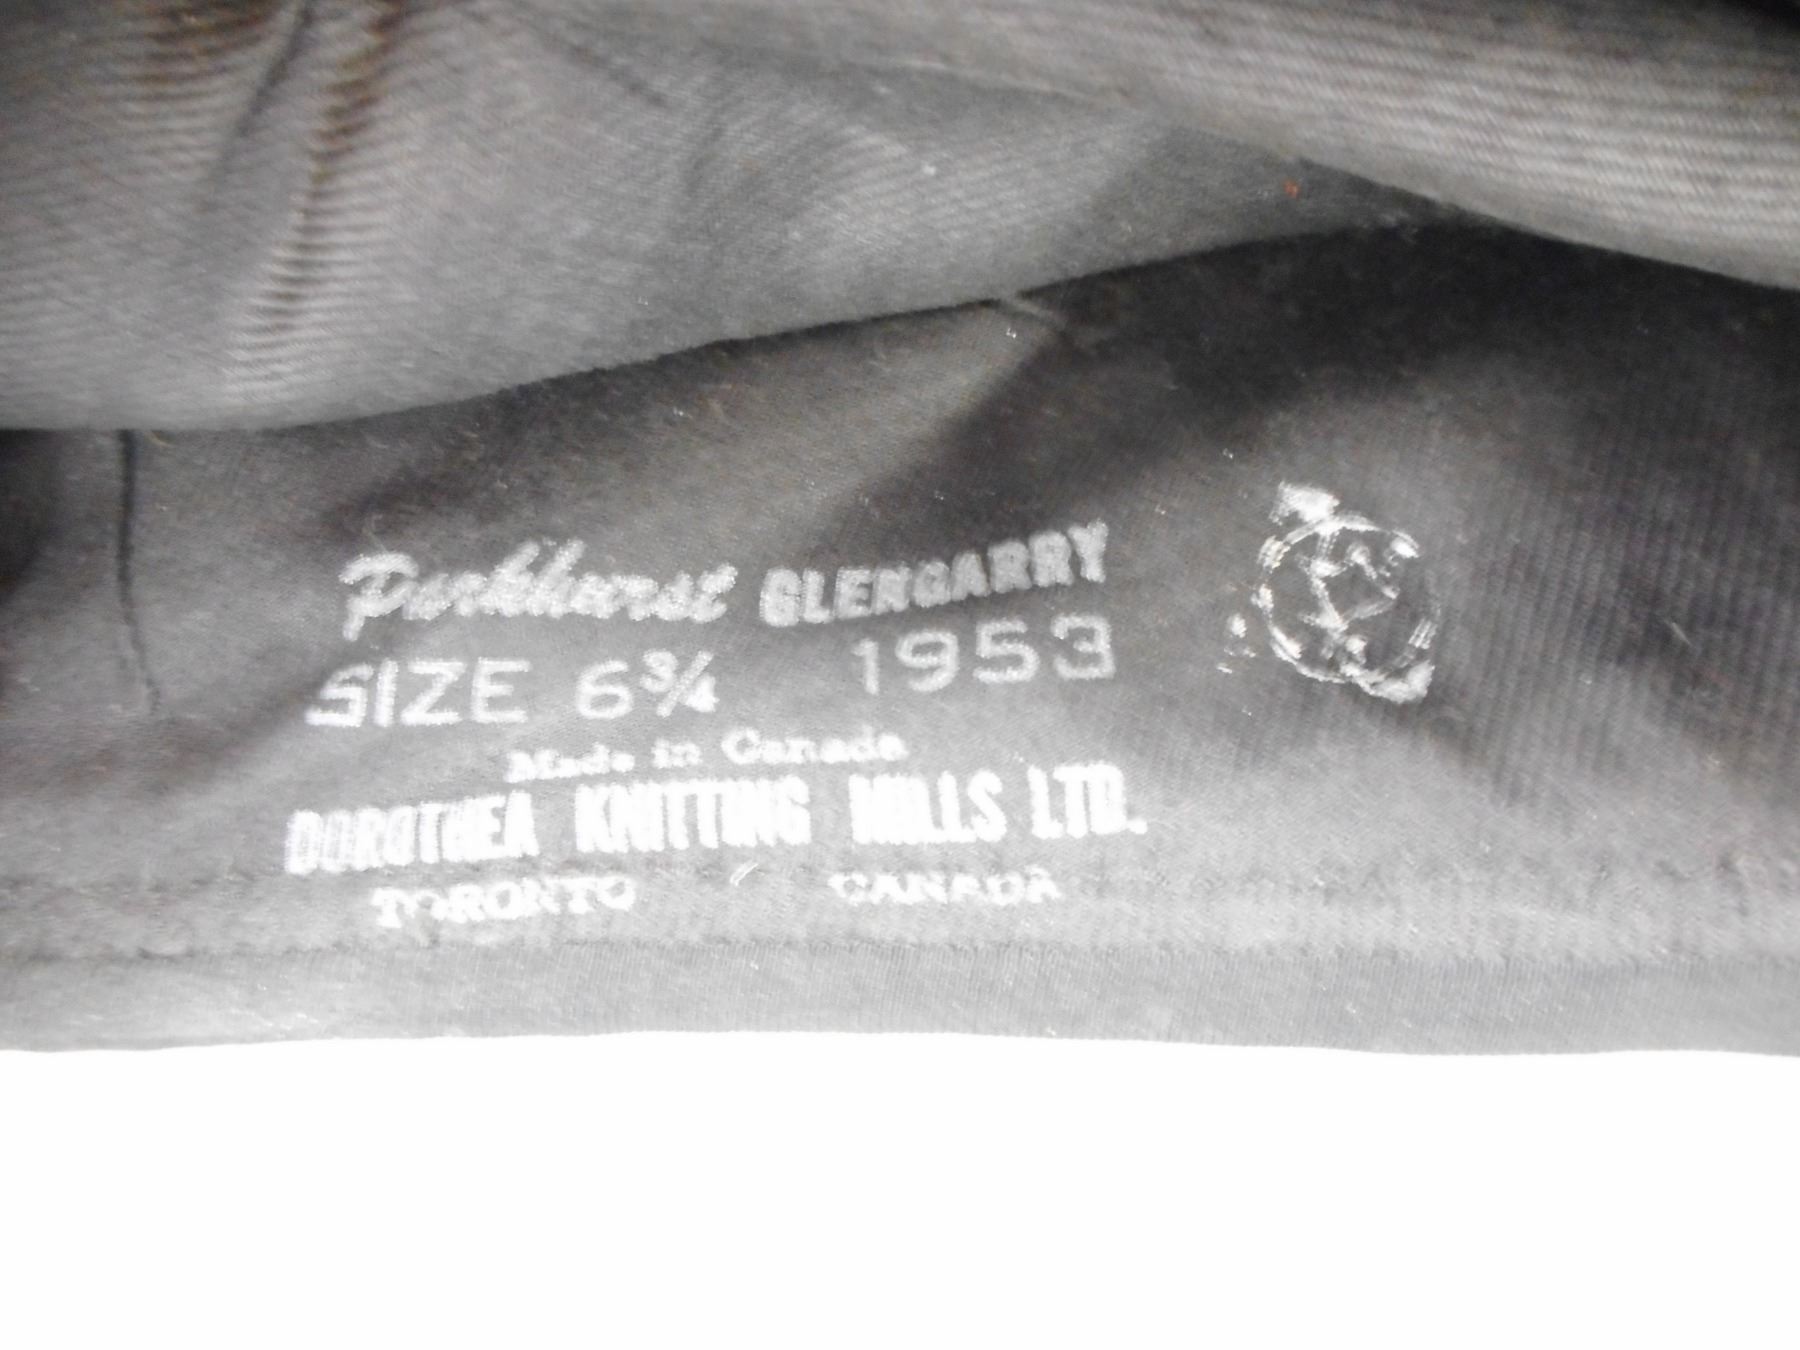 Parkhurst GLENGARRY
SIZE 6¾ 1953
Made in Canada
DOROTHEA KNITTING MILLS LTD.
TORONTO CANADA